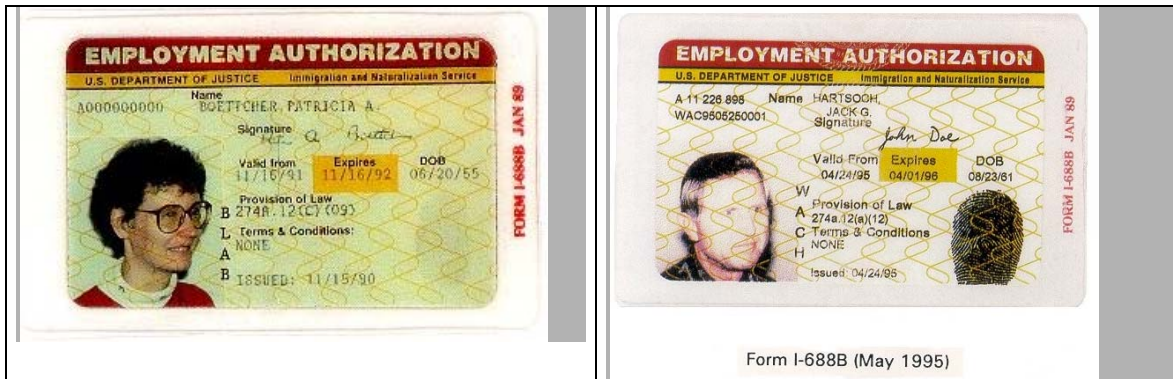 EMPLOYMENT AUTHORIZATION
U.S. DEPARTMENT OF JUSTICE Immigration and Naturalization Service
Name
A000000000 BOETTCHER, PATRICIA A.
Signature
Valid from Expires DOB
11/16/91 11/16/92 06/20/55
Provision of Law
274A.12(C)(09)
Terms & Conditions:
NONE
ISSUED: 11/15/90
B
L
A
B
FORM I-688B JAN 89
EMPLOYMENT AUTHORIZATION
U.S. DEPARTMENT OF JUSTICE Immigration and Naturalization Service
A 11 226 898 Name HARTSOCH,
WAC9505250001 JACK G,
Signature
John Doe
Valid From Expires DOB
04/24/95 04/01/96 08/23/61
Provision of Law
274a.12(a)(12)
Terms & Conditions
NONE
Issued: 04/24/95
W
A
C
H
FORM I-688B JAN 89
Form I-688B (May 1995)